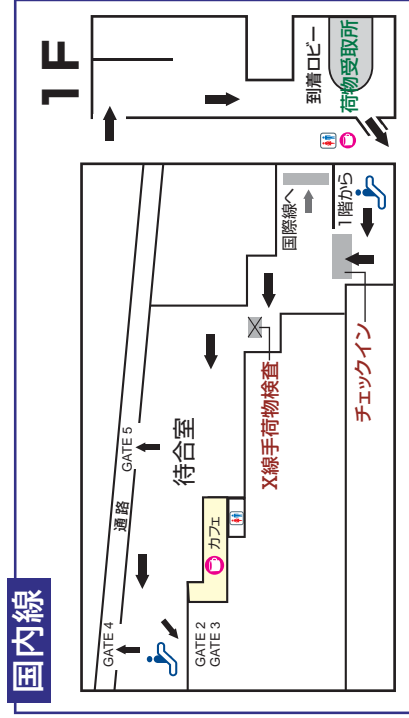 国内線
1F
到着ロビー
荷物受取所
通路
GATE 4
GATE 5
待合室
GATE 2
GATE 3
カフェ
X線手荷物検査
国際線へ
1階から
チェックイン